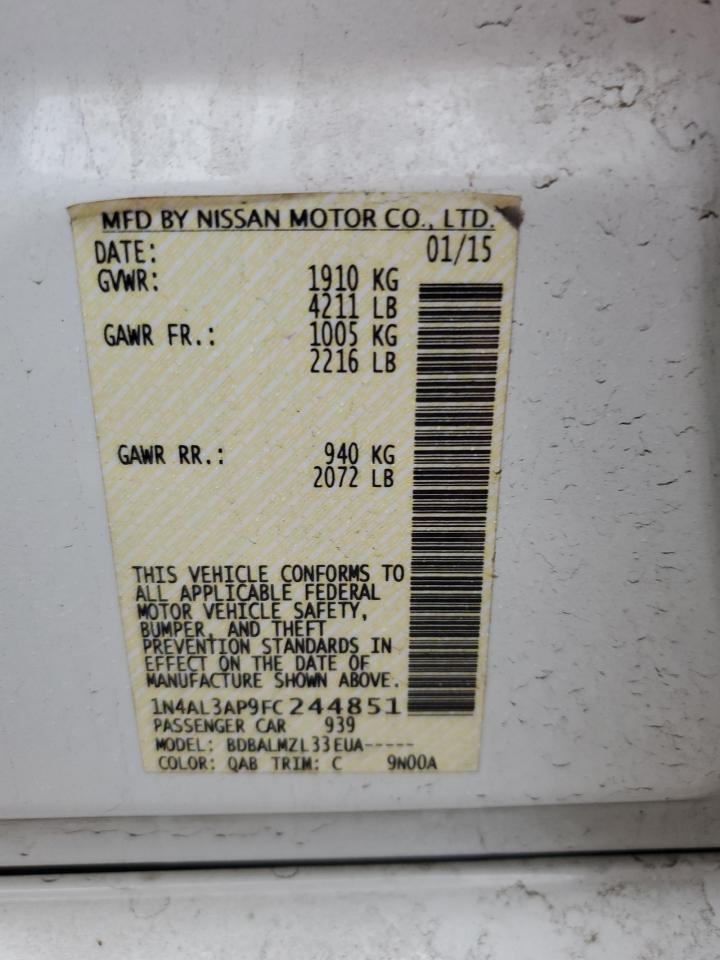 MFD BY NISSAN MOTOR CO., LTD.
DATE: 01/15
GVWR: 1910 KG
4211 LB
GAWR FR.: 1005 KG
2216 LB
GAWR RR.: 940 KG
2072 LB
THIS VEHICLE CONFORMS TO
ALL APPLICABLE FEDERAL
MOTOR VEHICLE SAFETY,
BUMPER, AND THEFT
PREVENTION STANDARDS IN
EFFECT ON THE DATE OF
MANUFACTURE SHOWN ABOVE.
1N4AL3AP9FC244851
PASSENGER CAR 939
MODEL: BDBALMZL33EUA-----
COLOR: QAB TRIM: C 9N00A